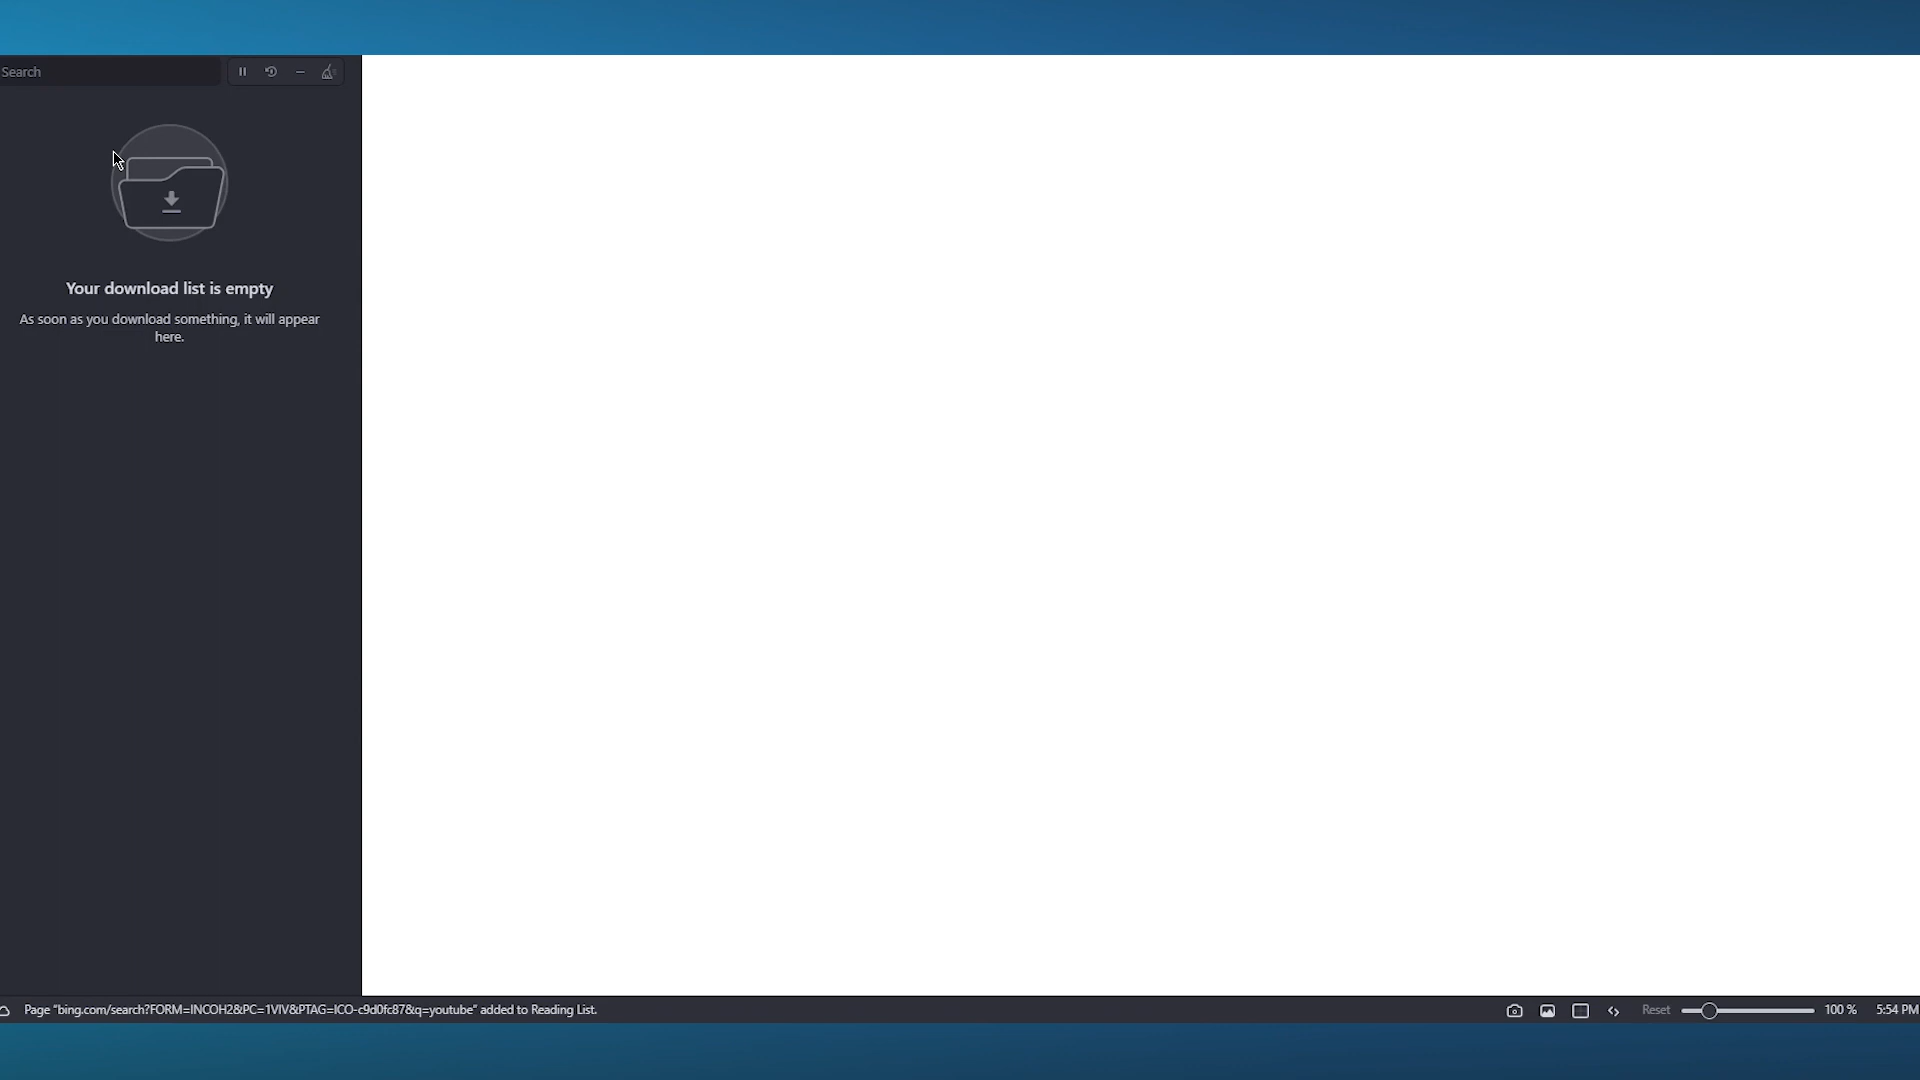 Search
Your download list is empty
As soon as you download something, it will appear
here.
Page "bing.com/search?FORM=INCOH2&PC=1VIV&PTAG=ICO-c9d0fc87&q=youtube" added to Reading List.
Reset
100 %
5:54 PM